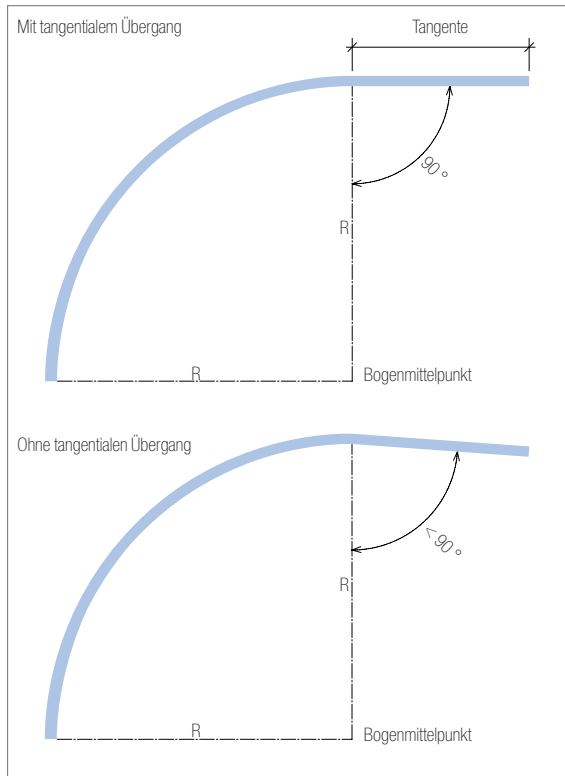 Mit tangentialem Übergang
Tangente
90 °
R
R
Bogenmittelpunkt
Ohne tangentialen Übergang
< 90 °
R
R
Bogenmittelpunkt